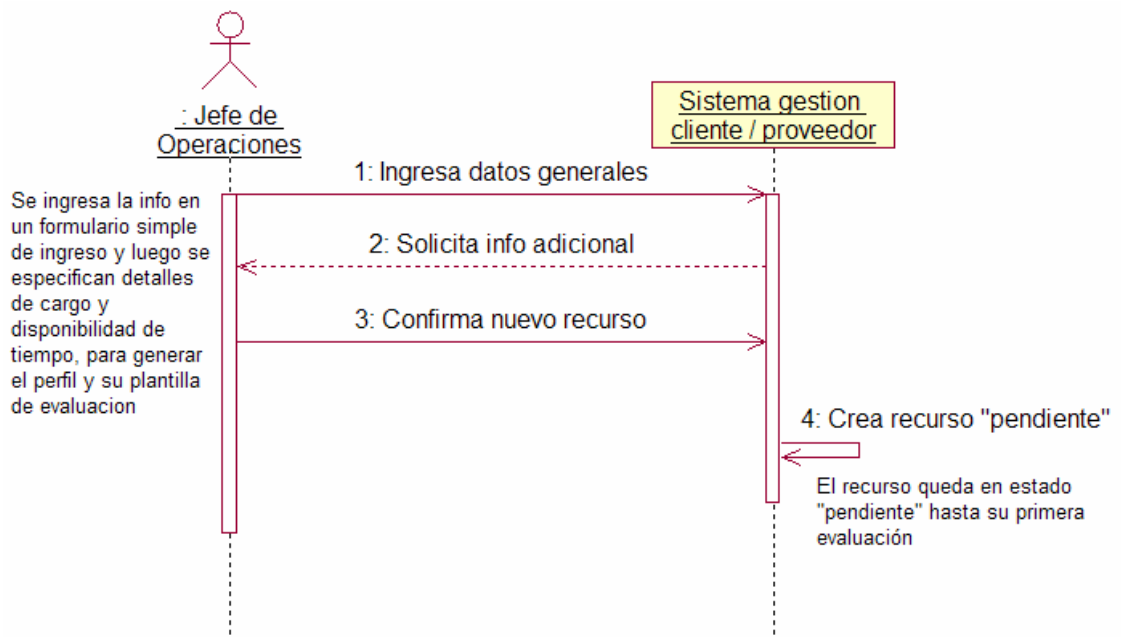 : Jefe de
Operaciones
Sistema gestion
cliente / proveedor
1: Ingresa datos generales
Se ingresa la info en
un formulario simple
de ingreso y luego se
especifican detalles
de cargo y
disponibilidad de
tiempo, para generar
el perfil y su plantilla
de evaluacion
2: Solicita info adicional
3: Confirma nuevo recurso
4: Crea recurso "pendiente"
El recurso queda en estado
"pendiente" hasta su primera
evaluación